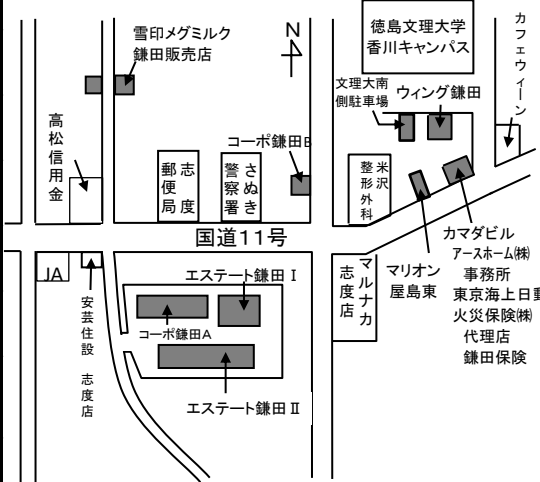 雪印メグミルク
鎌田販売店
N
徳島文理大学
香川キャンパス
カフェウィーン
文理大南
側駐車場
ウィング鎌田
高松信用金
コーポ鎌田B
志度
郵便局
さぬき
警察署
米沢
整形外科
国道11号
カマダビル
アースホーム㈱
事務所
東京海上日動
火災保険㈱
代理店
鎌田保険
マリオン
屋島東
マルナカ
志度店
JA
安芸住設 志度店
エステート鎌田Ⅰ
コーポ鎌田A
エステート鎌田Ⅱ